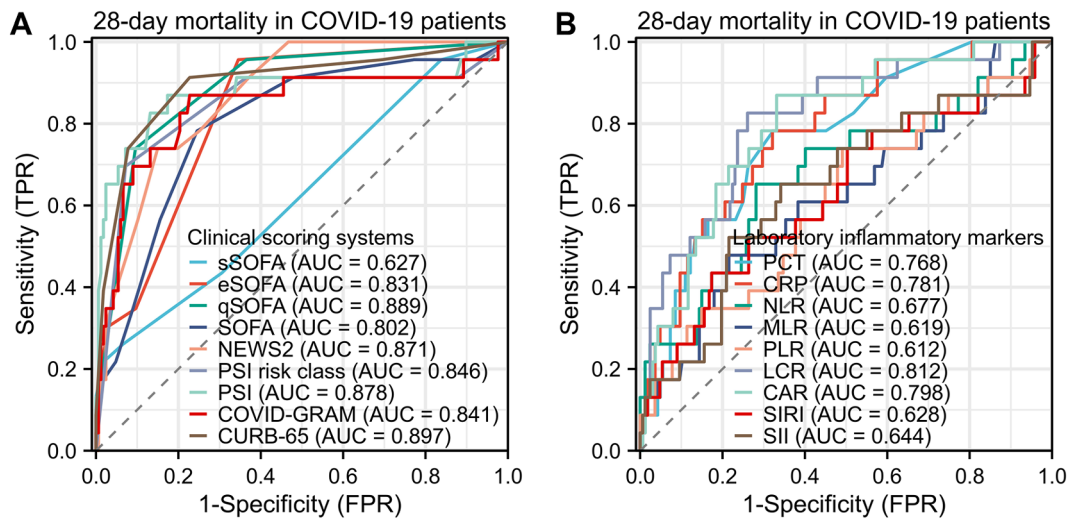 A
28-day mortality in COVID-19 patients
Sensitivity (TPR)
1.0
0.8
0.6
0.4
0.2
0.0
Clinical scoring systems
sSOFA (AUC = 0.627)
eSOFA (AUC = 0.831)
qSOFA (AUC = 0.889)
SOFA (AUC = 0.802)
NEWS2 (AUC = 0.871)
PSI risk class (AUC = 0.846)
PSI (AUC = 0.878)
COVID-GRAM (AUC = 0.841)
CURB-65 (AUC = 0.897)
0.0 0.2 0.4 0.6 0.8 1.0
1-Specificity (FPR)
B
28-day mortality in COVID-19 patients
Sensitivity (TPR)
1.0
0.8
0.6
0.4
0.2
0.0
Laboratory inflammatory markers
PCT (AUC = 0.768)
CRP (AUC = 0.781)
NLR (AUC = 0.677)
MLR (AUC = 0.619)
PLR (AUC = 0.612)
LCR (AUC = 0.812)
CAR (AUC = 0.798)
SIRI (AUC = 0.628)
SII (AUC = 0.644)
0.0 0.2 0.4 0.6 0.8 1.0
1-Specificity (FPR)